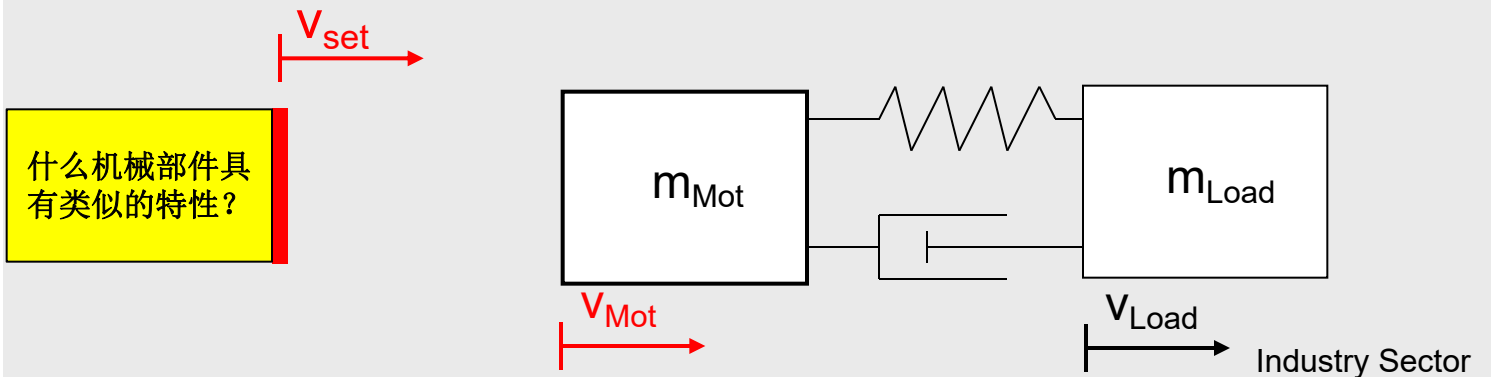 vset
什么机械部件具
有类似的特性?
mMot
mLoad
vMot
vLoad
Industry Sector